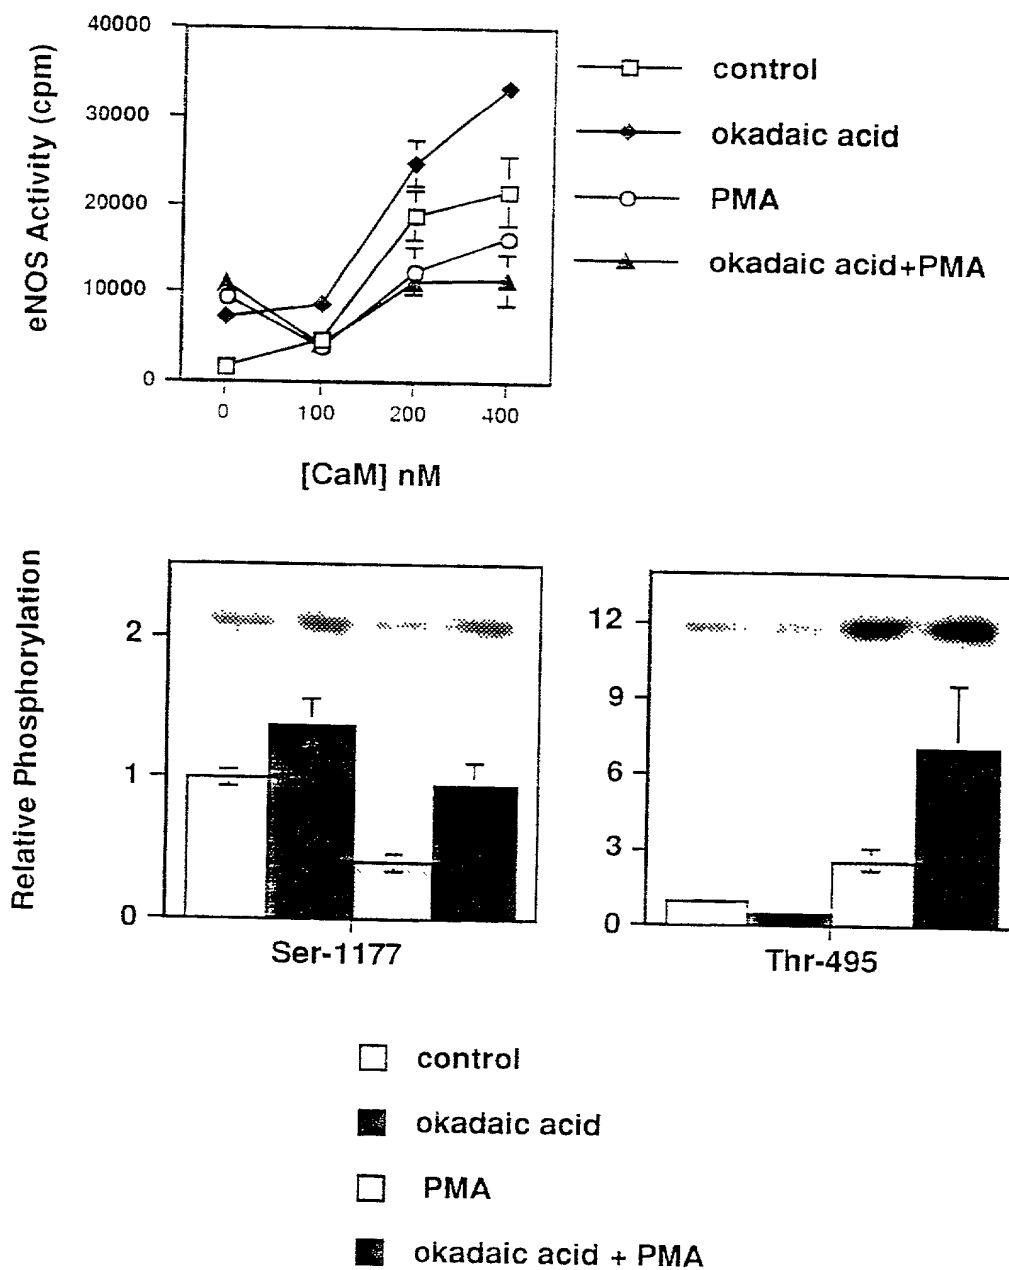 40000
30000
20000
10000
0
eNOS Activity (cpm)
0 100 200 400
[CaM] nM
control
okadaic acid
PMA
okadaic acid+PMA
Relative Phosphorylation
2
1
0
Ser-1177
12
9
6
3
0
Thr-495
control
okadaic acid
PMA
okadaic acid + PMA